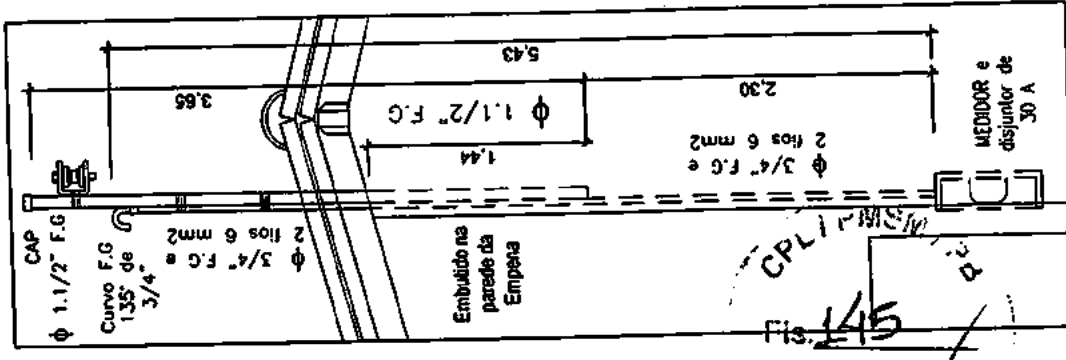 CAP
ϕ 1.1/2" F.G
Curvo F.G
135° de
3/4"
ϕ 3/4" F.G e
2 fios 6 mm2
3,65
5,43
ϕ 1.1/2" F.G
1,44
2,30
ϕ 3/4" F.G e
2 fios 6 mm2
Embutido na
parede da
Empena
MEDIDOR e
disjuntor de
30 A
CPL
Fls. 145